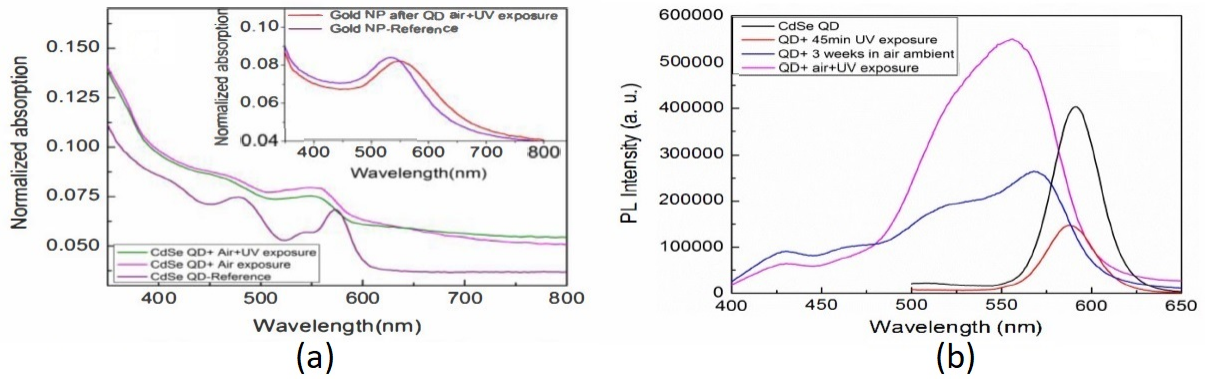 0.150
0.125
0.100
0.075
0.050
Normalized absorption
400 500 600 700 800
Wavelength(nm)
CdSe QD+ Air+UV exposure
CdSe QD+ Air exposure
CdSe QD-Reference
0.10
0.08
0.06
0.04
Normalized absorption
Gold NP after QD air+UV exposure
Gold NP-Reference
400 500 600 700 800
Wavelength(nm)
(a)
600000
500000
400000
300000
200000
100000
0
PL Intensity (a. u.)
CdSe QD
QD+ 45min UV exposure
QD+ 3 weeks in air ambient
QD+ air+UV exposure
400 450 500 550 600 650
Wavelength (nm)
(b)